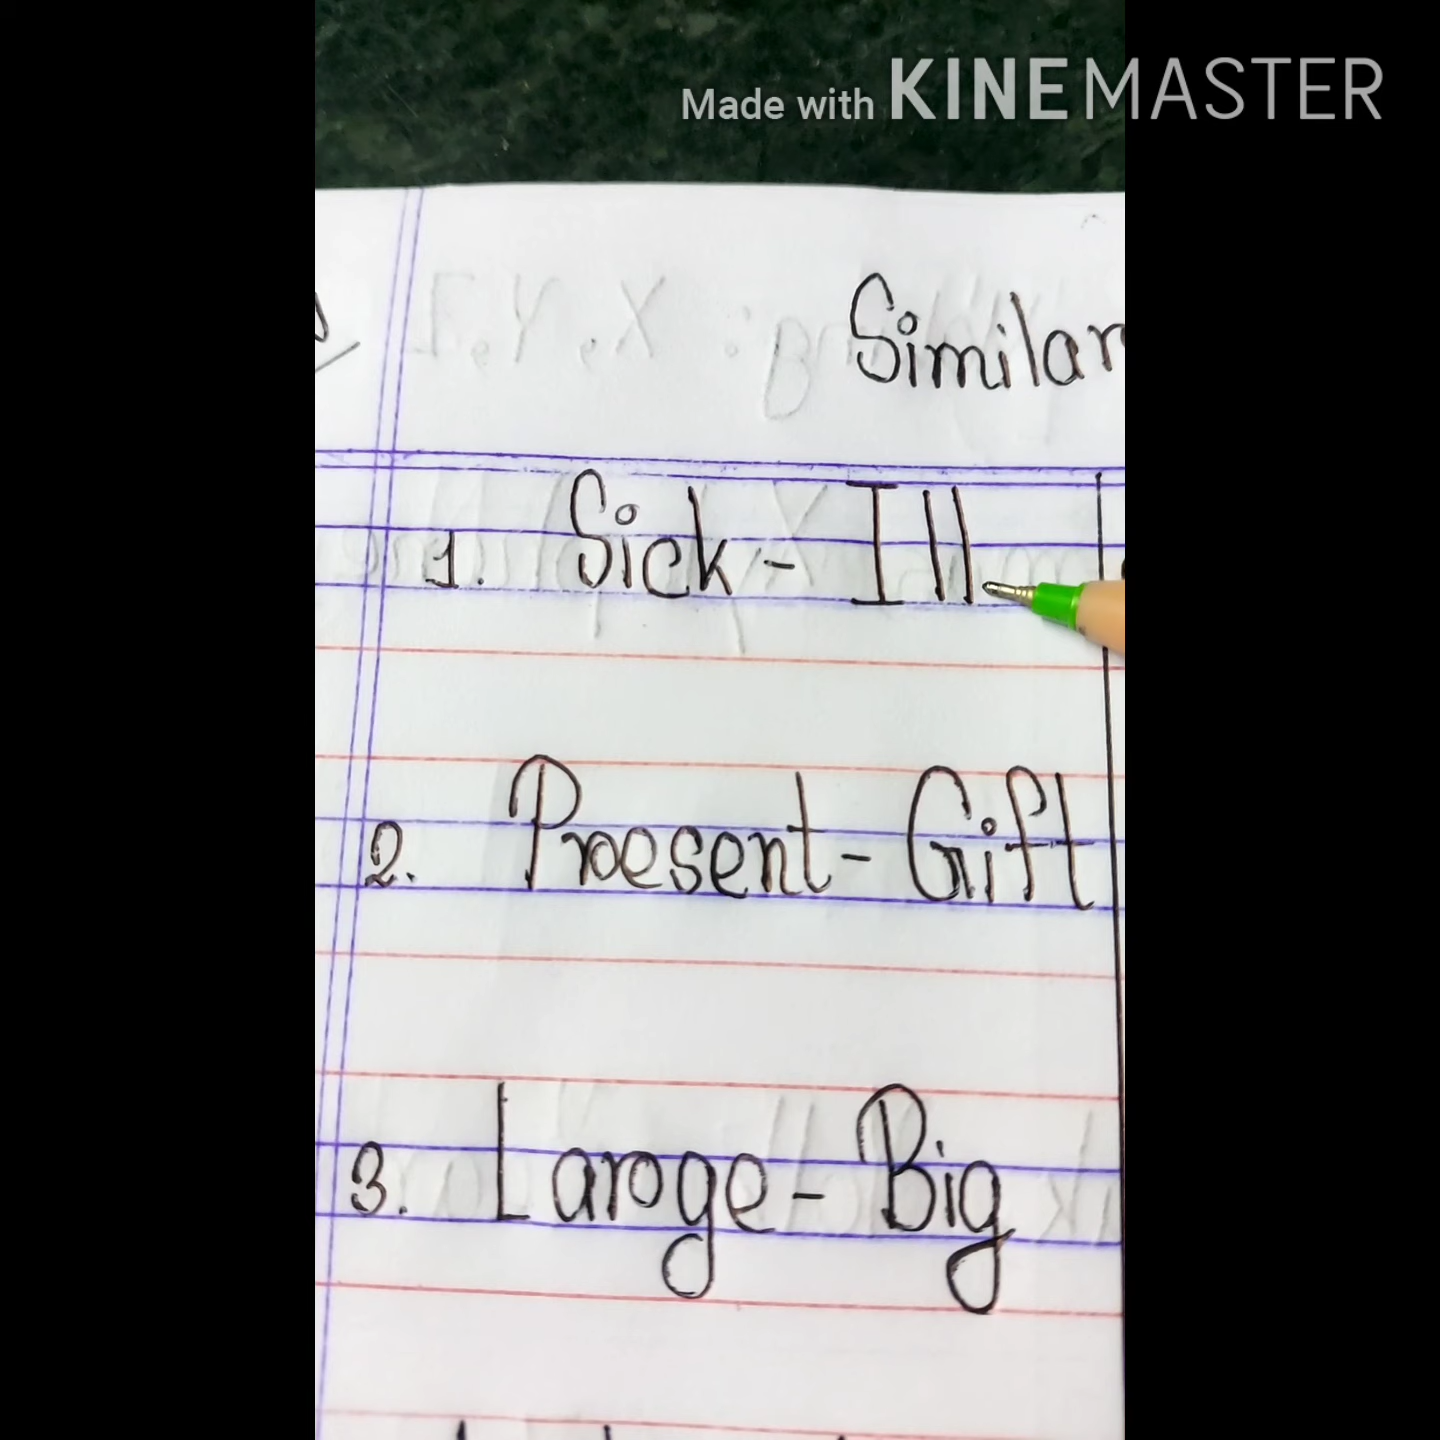 Made with KINEMASTER
Similar
1. Sick - Ill
2. Present - Gift
3. Large - Big